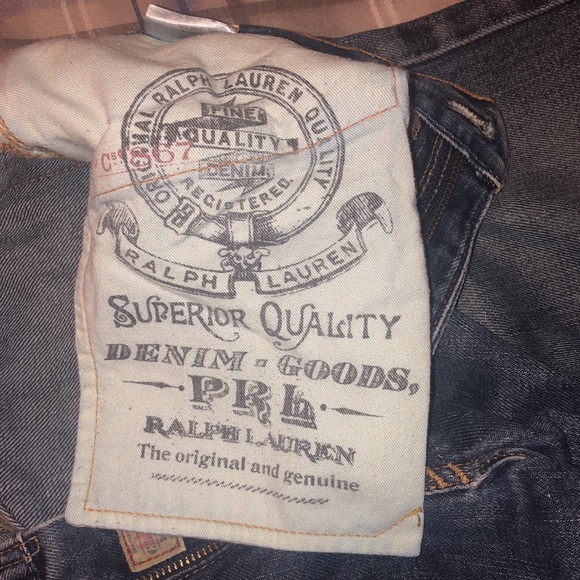 ORIGINAL RALPH LAUREN QUALITY
FINE
QUALITY
DENIM
REGISTERED.
Cs 867
RALPH LAUREN
SUPERIOR QUALITY
DENIM-GOODS,
PRL
RALPH LAUREN
The original and genuine